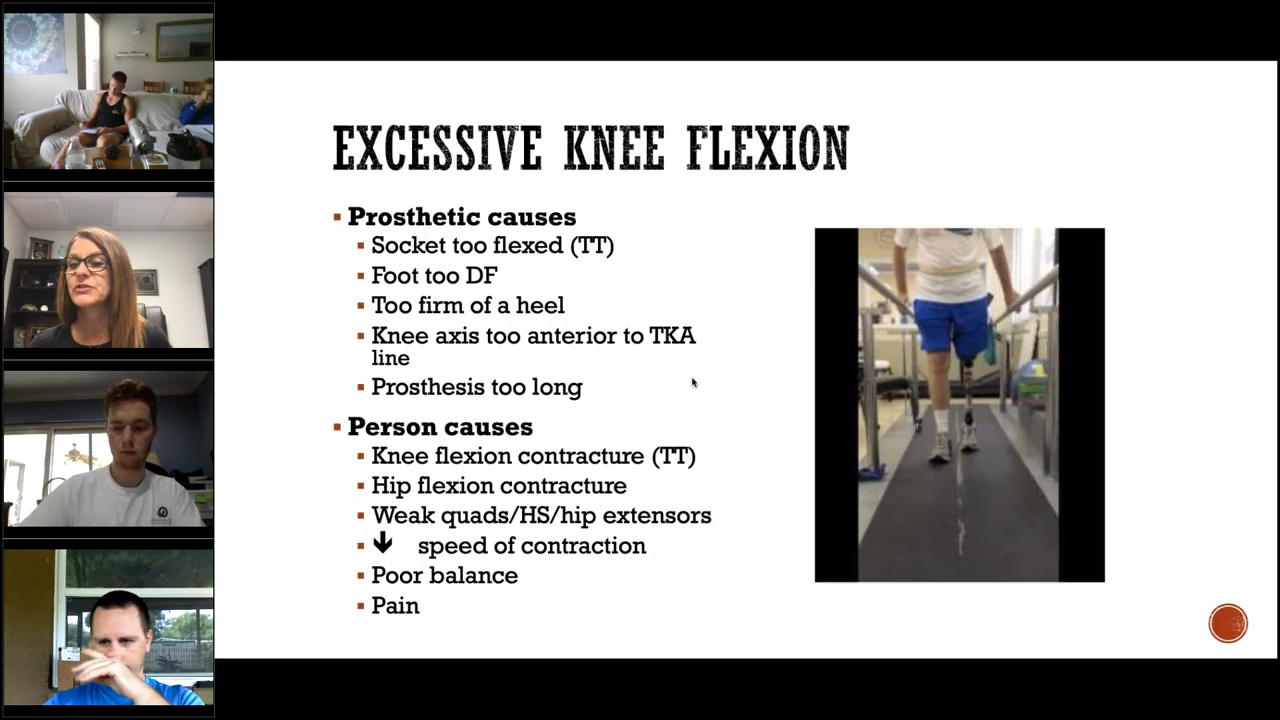 EXCESSIVE KNEE FLEXION
Prosthetic causes
Socket too flexed (TT)
Foot too DF
Too firm of a heel
Knee axis too anterior to TKA
line
Prosthesis too long
Person causes
Knee flexion contracture (TT)
Hip flexion contracture
Weak quads/HS/hip extensors
🡻 speed of contraction
Poor balance
Pain